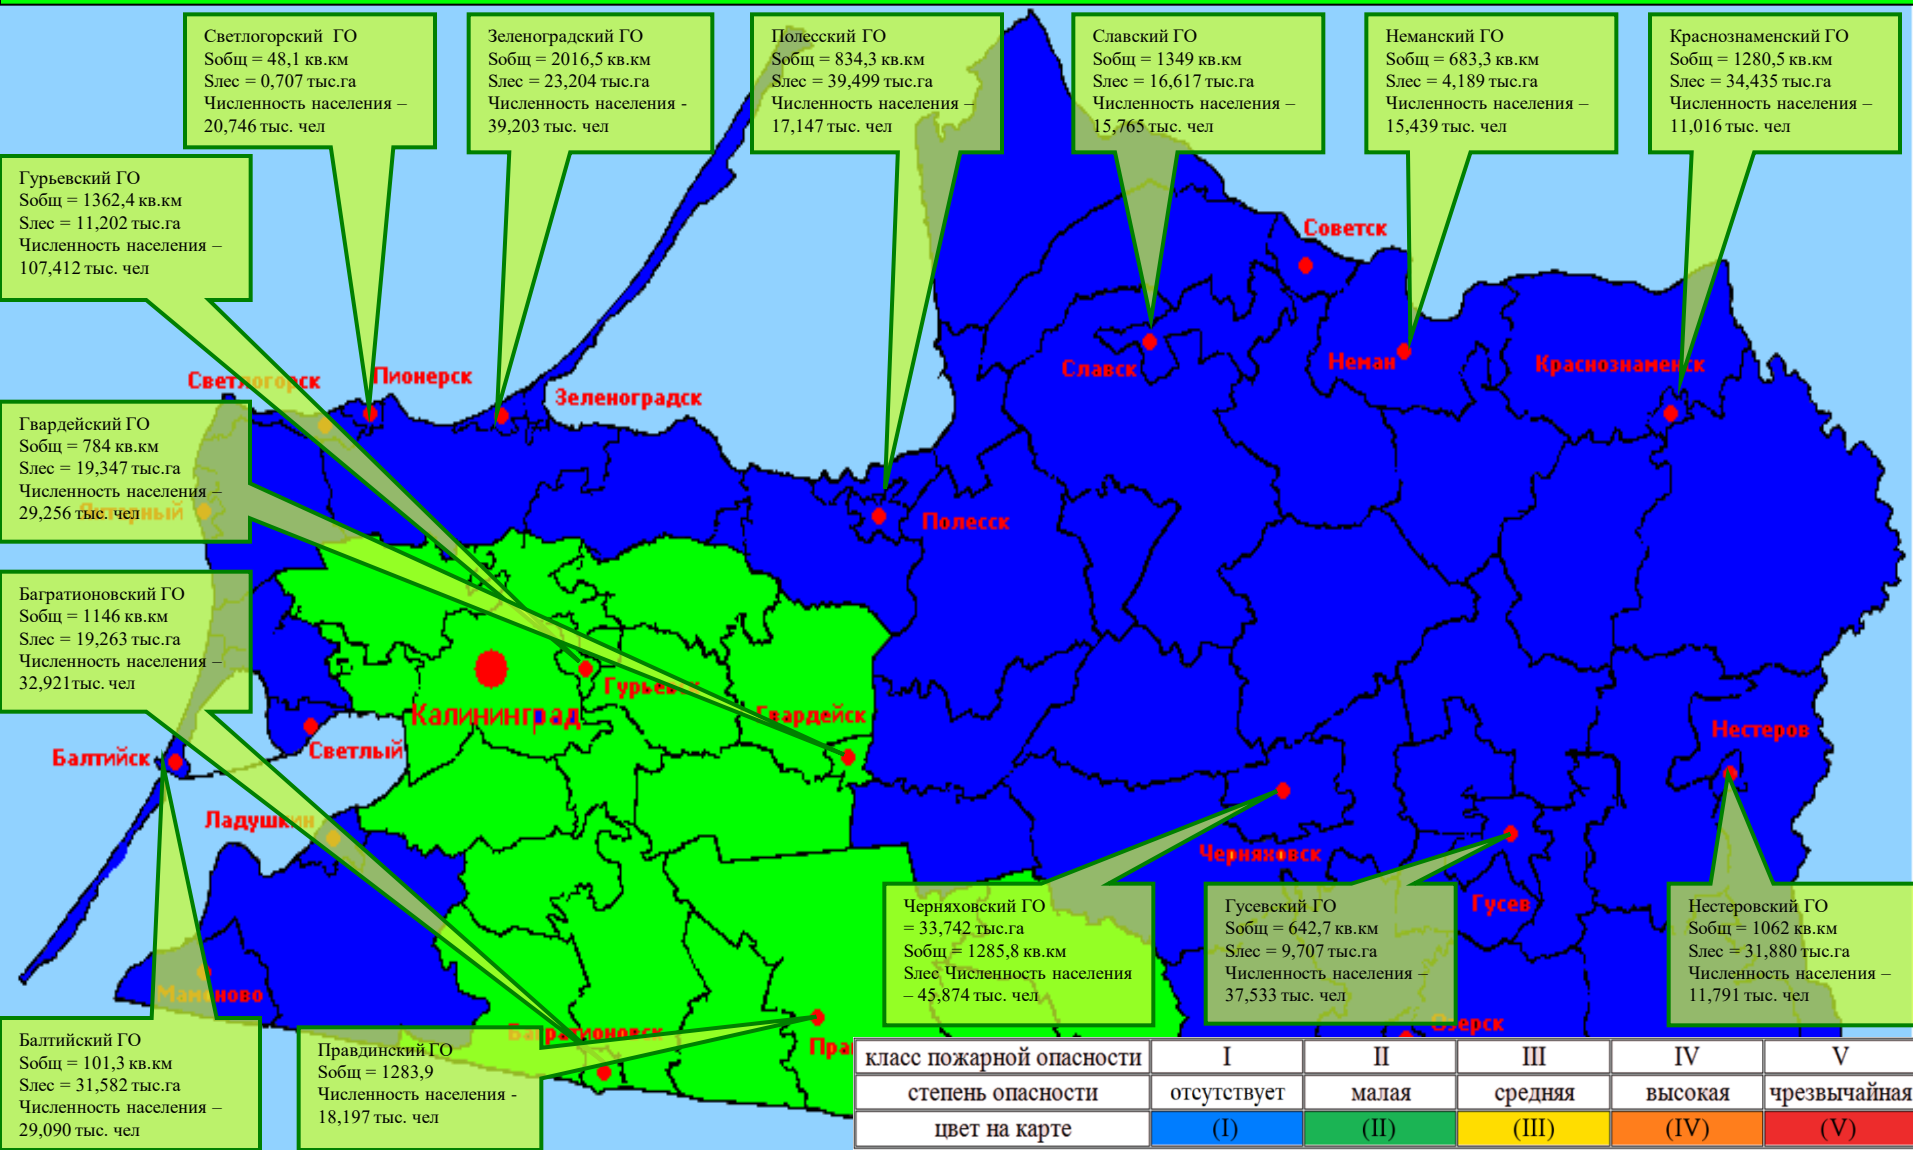 Светлогорский ГО
Sобщ = 48,1 кв.км
Sлес = 0,707 тыс.га
Численность населения –
20,746 тыс. чел
Зеленоградский ГО
Sобщ = 2016,5 кв.км
Sлес = 23,204 тыс.га
Численность населения -
39,203 тыс. чел
Полесский ГО
Sобщ = 834,3 кв.км
Sлес = 39,499 тыс.га
Численность населения –
17,147 тыс. чел
Славский ГО
Sобщ = 1349 кв.км
Sлес = 16,617 тыс.га
Численность населения –
15,765 тыс. чел
Неманский ГО
Sобщ = 683,3 кв.км
Sлес = 4,189 тыс.га
Численность населения –
15,439 тыс. чел
Краснознаменский ГО
Sобщ = 1280,5 кв.км
Sлес = 34,435 тыс.га
Численность населения –
11,016 тыс. чел
Гурьевский ГО
Sобщ = 1362,4 кв.км
Sлес = 11,202 тыс.га
Численность населения –
107,412 тыс. чел
Советск
Славск
Неман
Краснознаменск
Светлогорск
Пионерск
Зеленоградск
Гвардейский ГО
Sобщ = 784 кв.км
Sлес = 19,347 тыс.га
Численность населения –
29,256 тыс. чел
Янтарный
Полесск
Багратионовский ГО
Sобщ = 1146 кв.км
Sлес = 19,263 тыс.га
Численность населения –
32,921тыс. чел
Гурьевск
Калининград
Гвардейск
Нестеров
Светлый
Балтийск
Ладушкин
Черняховск
Гусев
Черняховский ГО
= 33,742 тыс.га
Sобщ = 1285,8 кв.км
Sлес Численность населения
– 45,874 тыс. чел
Гусевский ГО
Sобщ = 642,7 кв.км
Sлес = 9,707 тыс.га
Численность населения –
37,533 тыс. чел
Нестеровский ГО
Sобщ = 1062 кв.км
Sлес = 31,880 тыс.га
Численность населения –
11,791 тыс. чел
Мамоново
Багратионовск
Озерск
Балтийский ГО
Sобщ = 101,3 кв.км
Sлес = 31,582 тыс.га
Численность населения –
29,090 тыс. чел
Правдинский ГО
Sобщ = 1283,9
Численность населения -
18,197 тыс. чел
Пра
класс пожарной опасности I II III IV V
степень опасности отсутствует малая средняя высокая чрезвычайная
цвет на карте (I) (II) (III) (IV) (V)